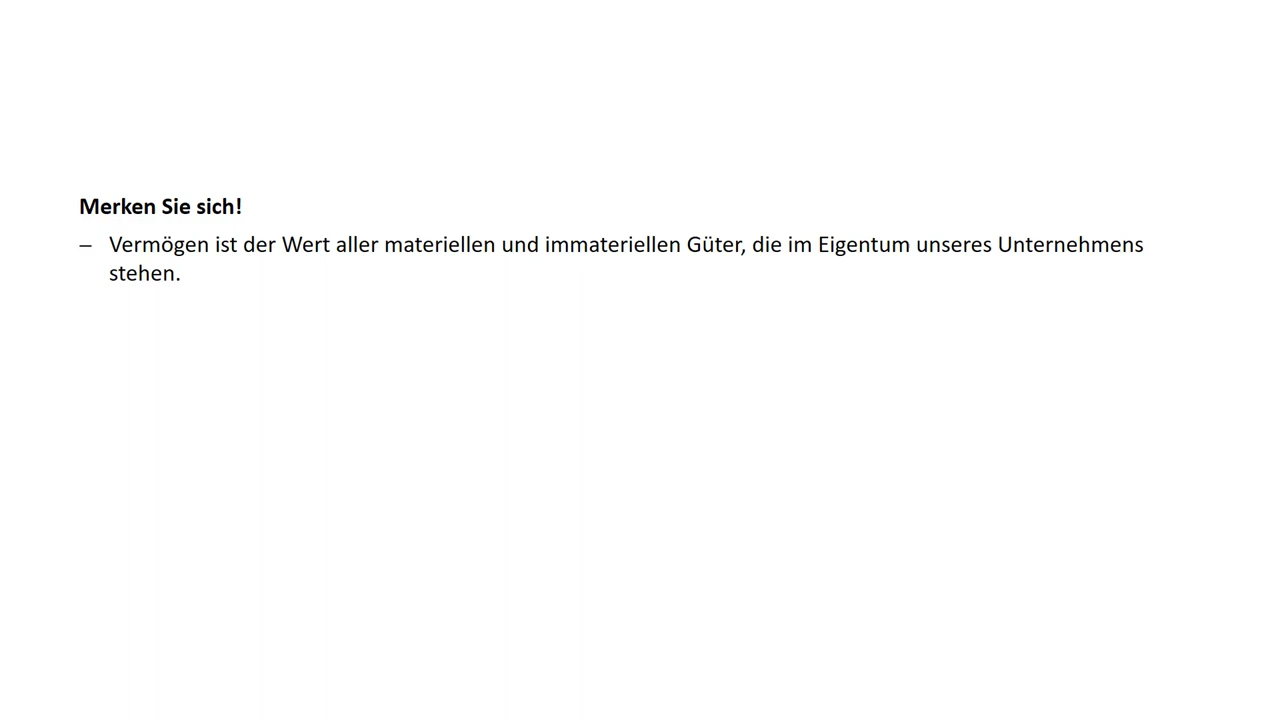 Merken Sie sich!
– Vermögen ist der Wert aller materiellen und immateriellen Güter, die im Eigentum unseres Unternehmens
stehen.